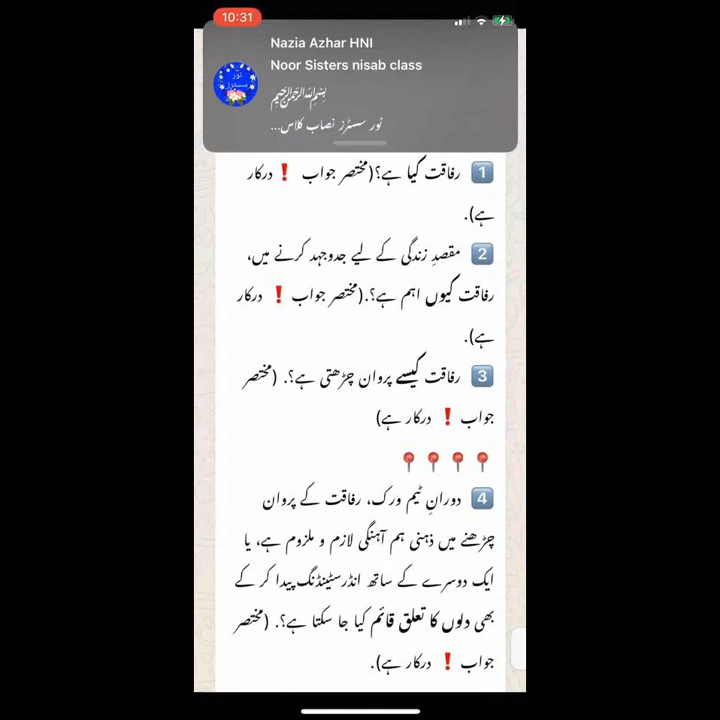 10:31
Nazia Azhar HNI
Noor Sisters nisab class
﷽
نور سسٹرز نصاب کلاس...
1️⃣ رفاقت کیا ہے؟(مختصر جواب ❗ درکار
ہے).
2️⃣ مقصدِ زندگی کے لیے جدوجہد کرنے میں،
رفاقت کیوں اہم ہے؟.(مختصر جواب ❗ درکار
ہے).
3️⃣ رفاقت کیسے پروان چڑھتی ہے؟. (مختصر
جواب ❗ درکار ہے)
📍📍📍📍
4️⃣ دورانِ ٹیم ورک، رفاقت کے پروان
چڑھنے میں ذہنی ہم آہنگی لازم و ملزوم ہے، یا
ایک دوسرے کے ساتھ انڈرسٹینڈنگ پیدا کر کے
بھی دلوں کا تعلق قائم کیا جا سکتا ہے؟. (مختصر
جواب ❗ درکار ہے).